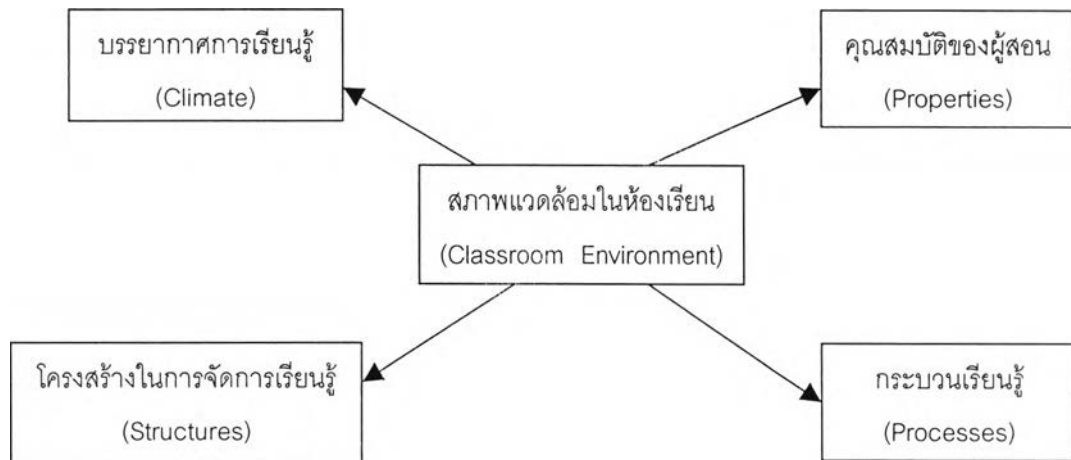 บรรยากาศการเรียนรู้
(Climate)
คุณสมบัติของผู้สอน
(Properties)
สภาพแวดล้อมในห้องเรียน
(Classroom Environment)
โครงสร้างในการจัดการเรียนรู้
(Structures)
กระบวนเรียนรู้
(Processes)